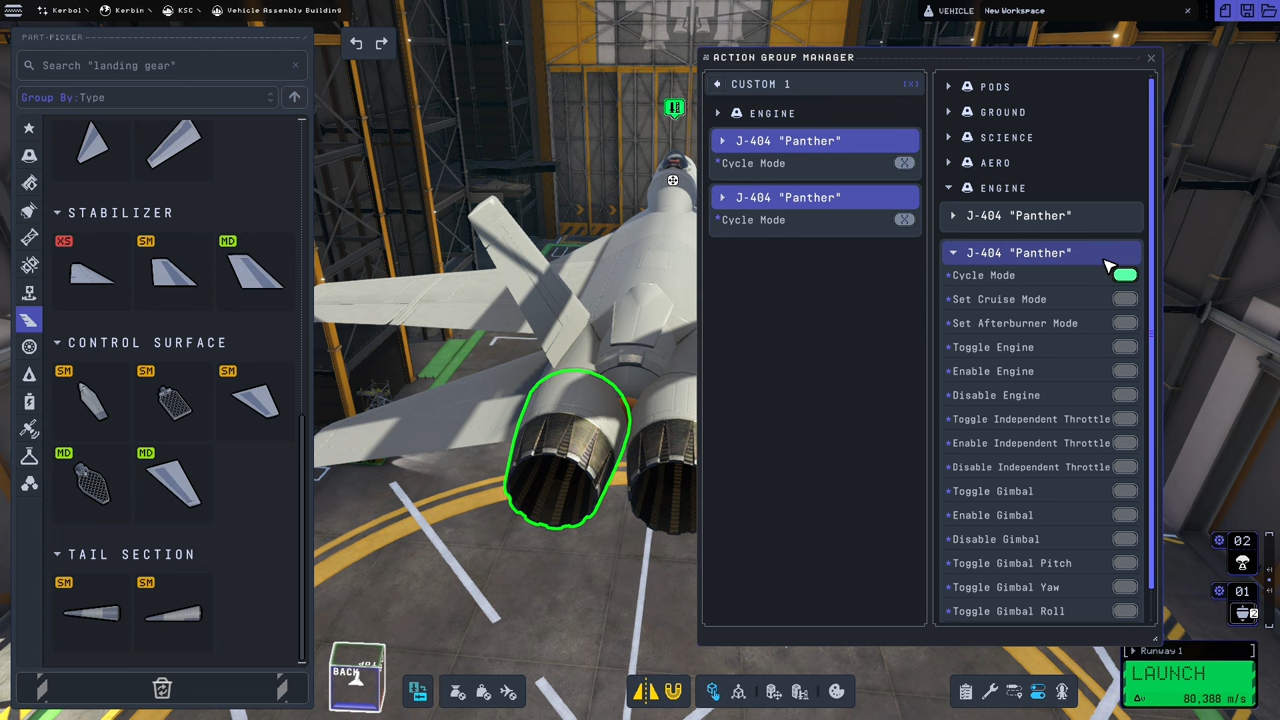 Kerbol
Kerbin
KSC
Vehicle Assembly Building
VEHICLE
New Workspace
PART-PICKER
Search "landing gear"
Group By:Type
STABILIZER
XS
SM
MD
CONTROL SURFACE
SM
SM
SM
MD
MD
TAIL SECTION
SM
SM
ACTION GROUP MANAGER
CUSTOM 1
[X]
ENGINE
J-404 "Panther"
*Cycle Mode
X
J-404 "Panther"
*Cycle Mode
X
PODS
GROUND
SCIENCE
AERO
ENGINE
J-404 "Panther"
J-404 "Panther"
*Cycle Mode
*Set Cruise Mode
*Set Afterburner Mode
*Toggle Engine
*Enable Engine
*Disable Engine
*Toggle Independent Throttle
*Enable Independent Throttle
*Disable Independent Throttle
*Toggle Gimbal
*Enable Gimbal
*Disable Gimbal
*Toggle Gimbal Pitch
*Toggle Gimbal Yaw
*Toggle Gimbal Roll
02
01
2
BACK
TOP
Runway 1
LAUNCH
Δυ
80,388 m/s